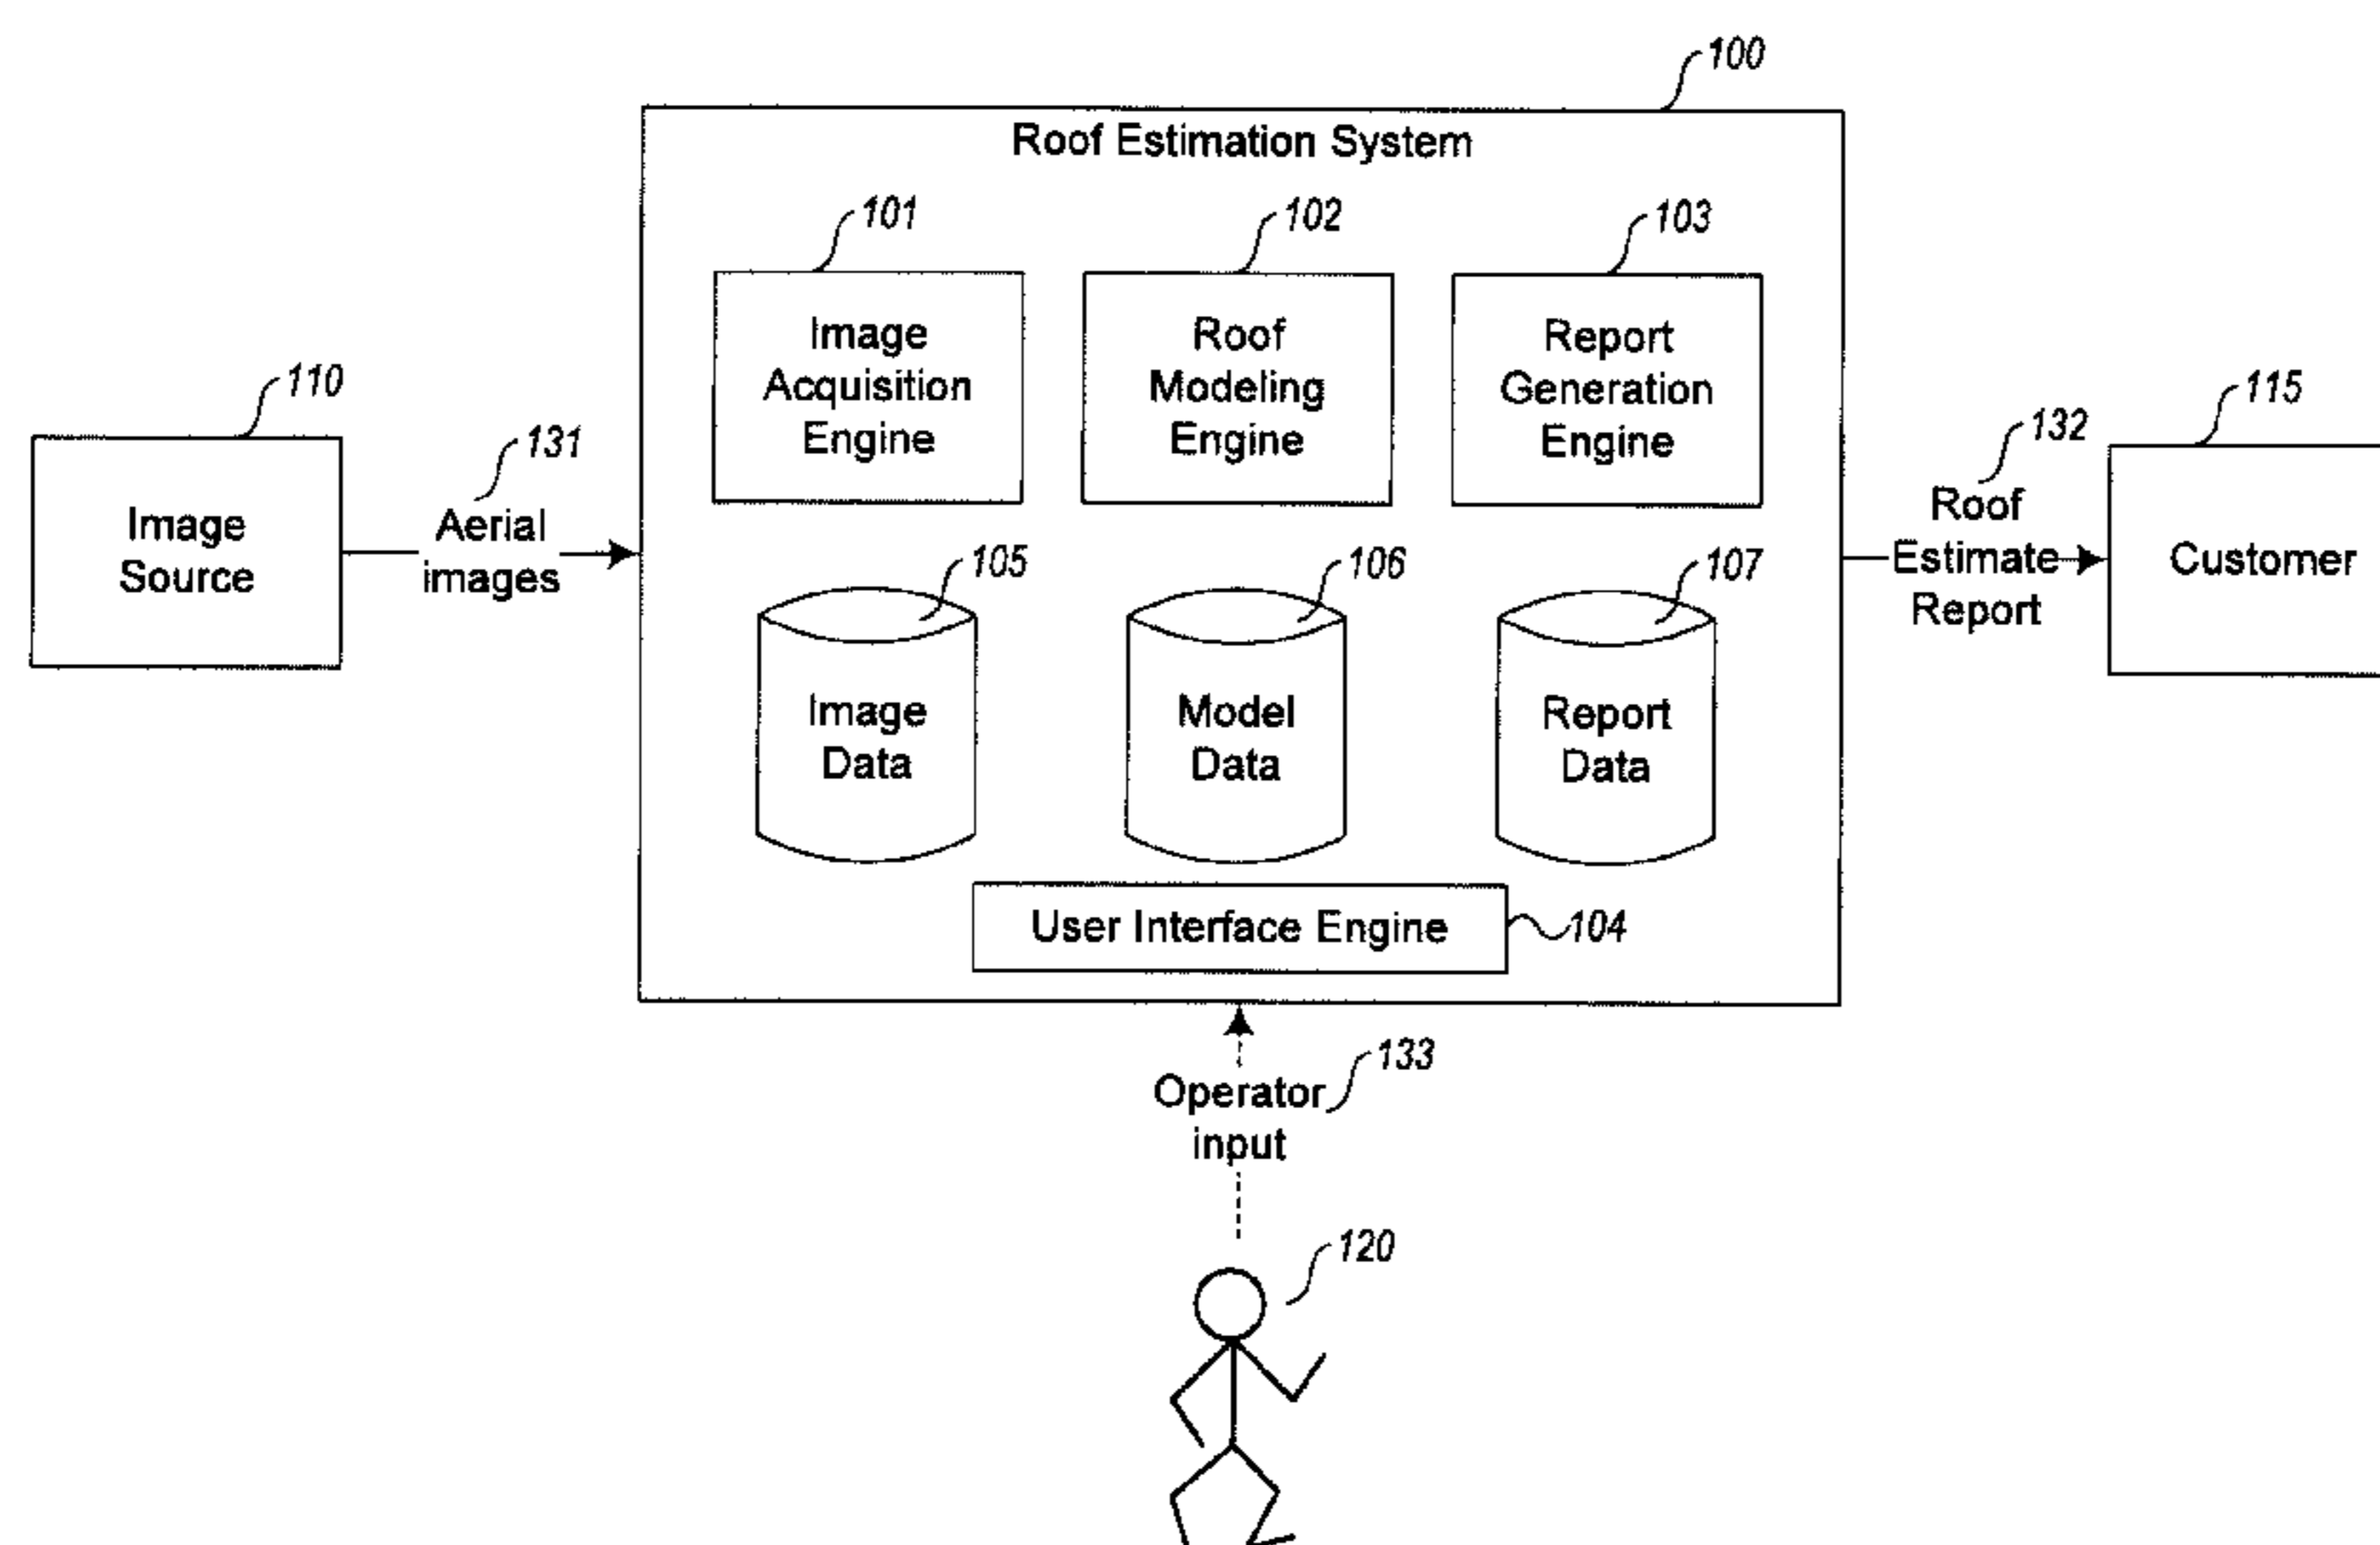 100
Roof Estimation System
101
102
103
Image
Acquisition
Engine
Roof
Modeling
Engine
Report
Generation
Engine
110
Image
Source
131
Aerial
images
132
Roof
Estimate
Report
115
Customer
105
Image
Data
106
Model
Data
107
Report
Data
User Interface Engine
104
133
Operator
input
120